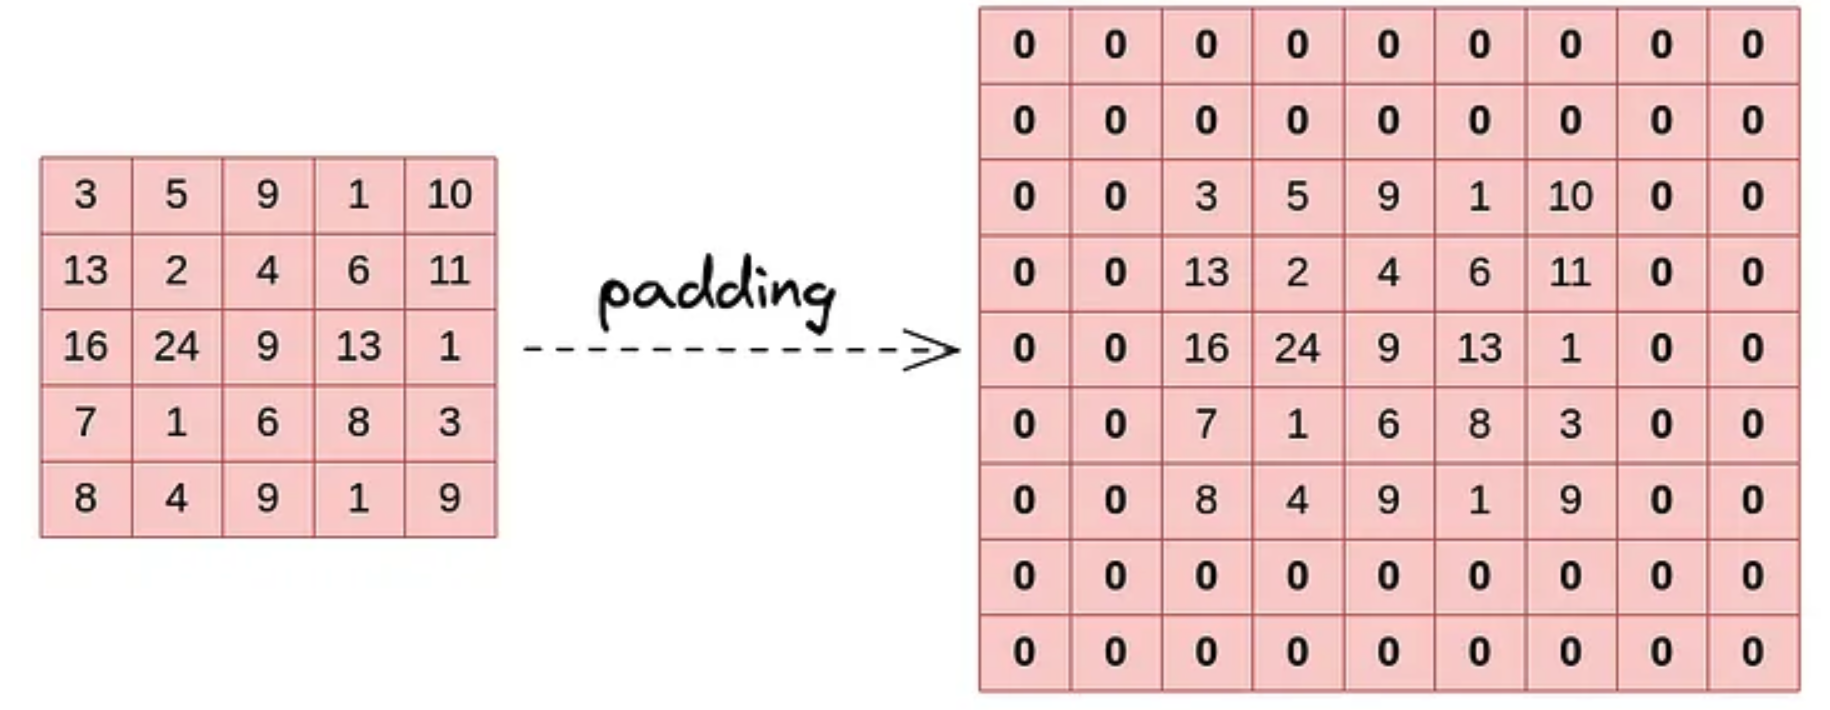 3 5 9 1 10
13 2 4 6 11
16 24 9 13 1
7 1 6 8 3
8 4 9 1 9
padding
0 0 0 0 0 0 0 0 0
0 0 0 0 0 0 0 0 0
0 0 3 5 9 1 10 0 0
0 0 13 2 4 6 11 0 0
0 0 16 24 9 13 1 0 0
0 0 7 1 6 8 3 0 0
0 0 8 4 9 1 9 0 0
0 0 0 0 0 0 0 0 0
0 0 0 0 0 0 0 0 0